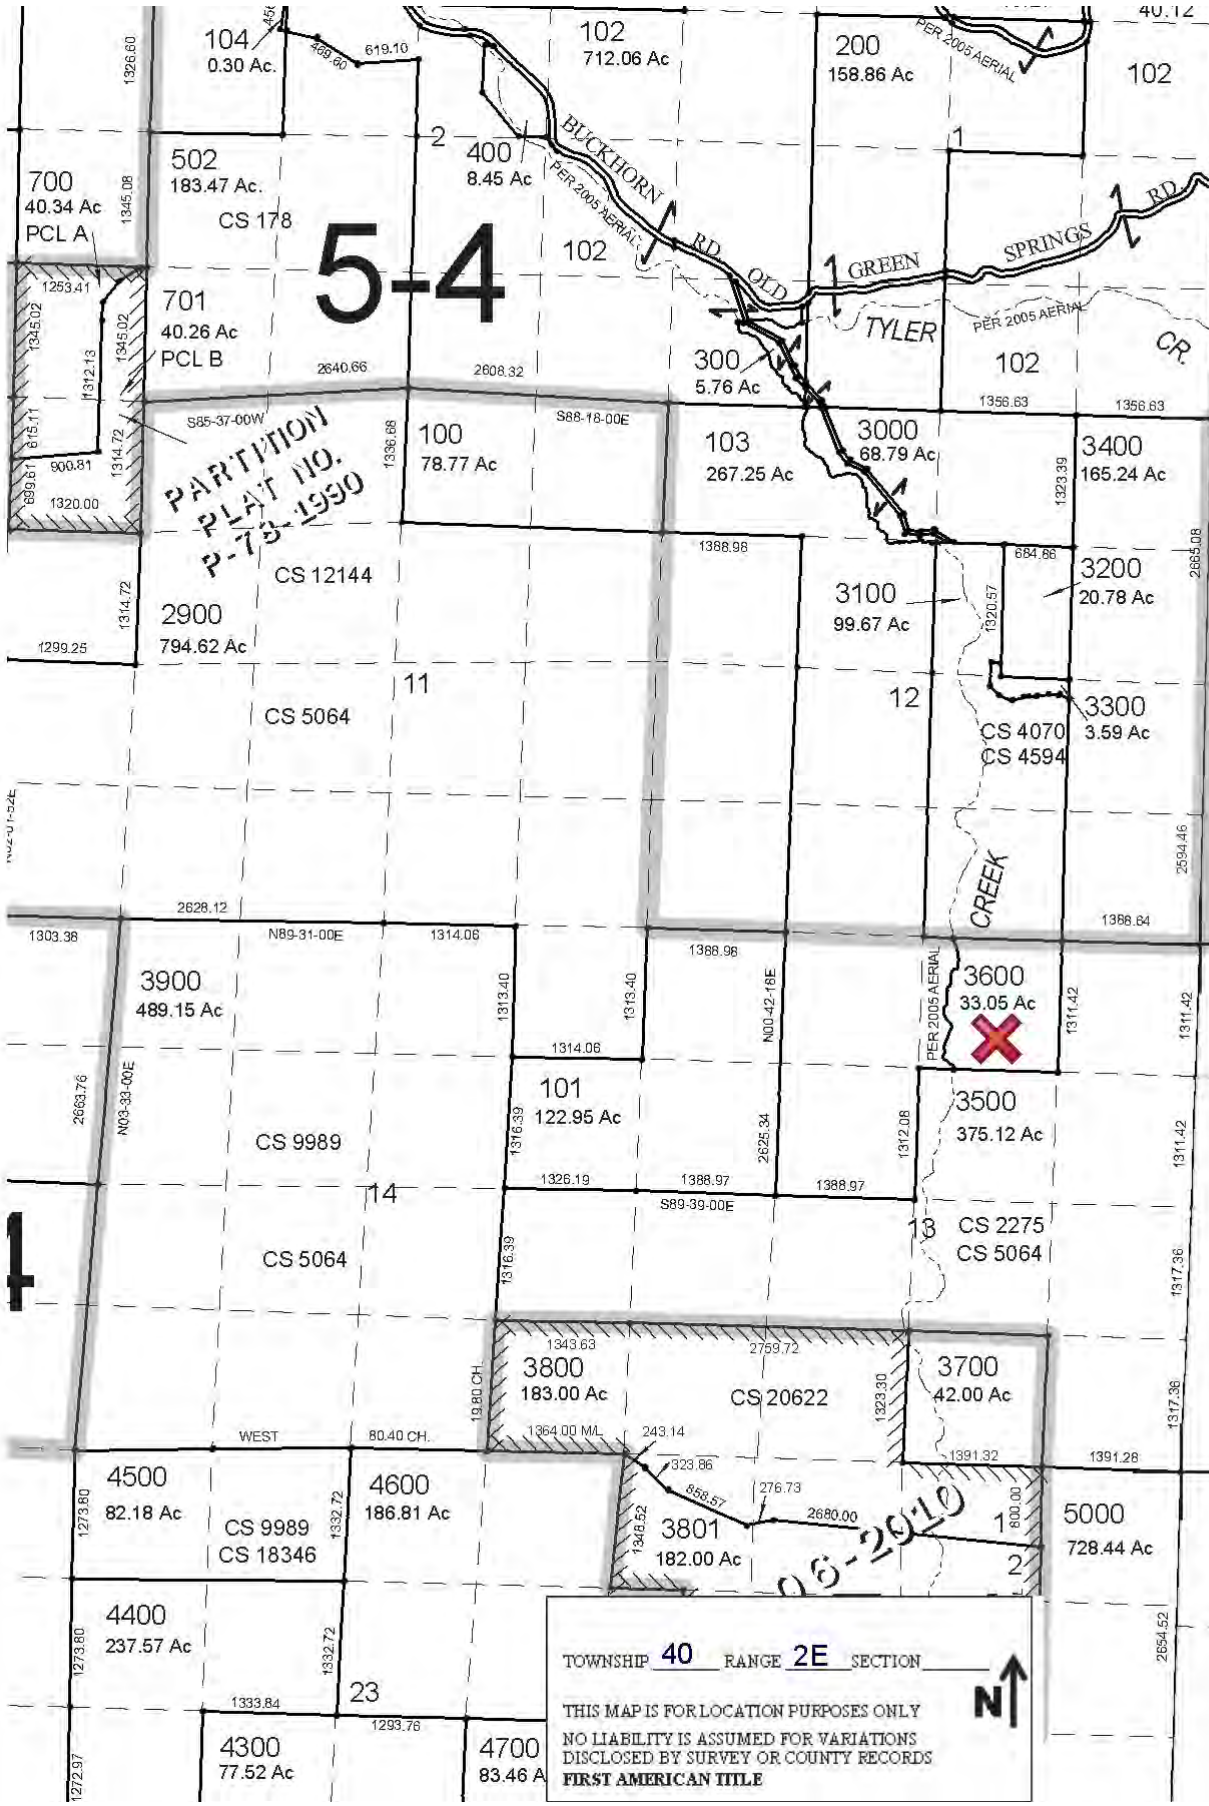 104
0.30 Ac.
469.60
619.10
1326.60
102
712.06 Ac
200
158.86 Ac
PER 2005 AERIAL
40.12
102
2
1
502
183.47 Ac.
CS 178
700
40.34 Ac
PCL A
1345.08
400
8.45 Ac
BUCKHORN
RD
PER 2005 AERIAL
102
5-4
OLD
GREEN
SPRINGS
RD
1253.41
1345.02
1345.02
1312.13
701
40.26 Ac
PCL B
TYLER
CR.
PER 2005 AERIAL
102
300
5.76 Ac
2640.66
2608.32
S85-37-00W
S88-18-00E
1356.63
1356.63
615.11
699.61
900.81
1314.72
1320.00
PARTITION
PLAT NO.
P-78-1990
1336.68
100
78.77 Ac
103
267.25 Ac
3000
68.79 Ac
3400
165.24 Ac
1323.39
2665.08
CS 12144
1388.98
684.86
3100
99.67 Ac
1320.57
3200
20.78 Ac
2900
794.62 Ac
1314.72
1299.25
11
12
CS 5064
3300
3.59 Ac
CS 4070
CS 4594
2594.46
CREEK
2628.12
N89-31-00E
1314.06
1303.38
1388.98
1388.64
3900
489.15 Ac
1313.40
1313.40
N00-42-18E
PER 2005 AERIAL
3600
33.05 Ac
1311.42
1311.42
2663.76
N03-33-00E
1314.06
101
122.95 Ac
1316.39
2625.34
1312.08
3500
375.12 Ac
1311.42
CS 9989
14
1326.19
1388.97
1388.97
S89-39-00E
13
CS 2275
CS 5064
CS 5064
1316.39
1317.36
1343.63
2759.72
3800
183.00 Ac
CS 20622
3700
42.00 Ac
19.80 CH
1323.30
1317.36
WEST
80.40 CH.
1364.00 M/L
243.14
323.86
858.57
276.73
2680.00
1391.32
1391.28
4500
82.18 Ac
1273.80
CS 9989
CS 18346
1332.72
4600
186.81 Ac
1348.52
3801
182.00 Ac
06-2010
1
2
800.00
5000
728.44 Ac
4400
237.57 Ac
1273.80
1332.72
2654.52
1333.84
23
1293.76
4300
77.52 Ac
4700
83.46 A
1272.97
TOWNSHIP 40 RANGE 2E SECTION
N
THIS MAP IS FOR LOCATION PURPOSES ONLY
NO LIABILITY IS ASSUMED FOR VARIATIONS
DISCLOSED BY SURVEY OR COUNTY RECORDS
FIRST AMERICAN TITLE